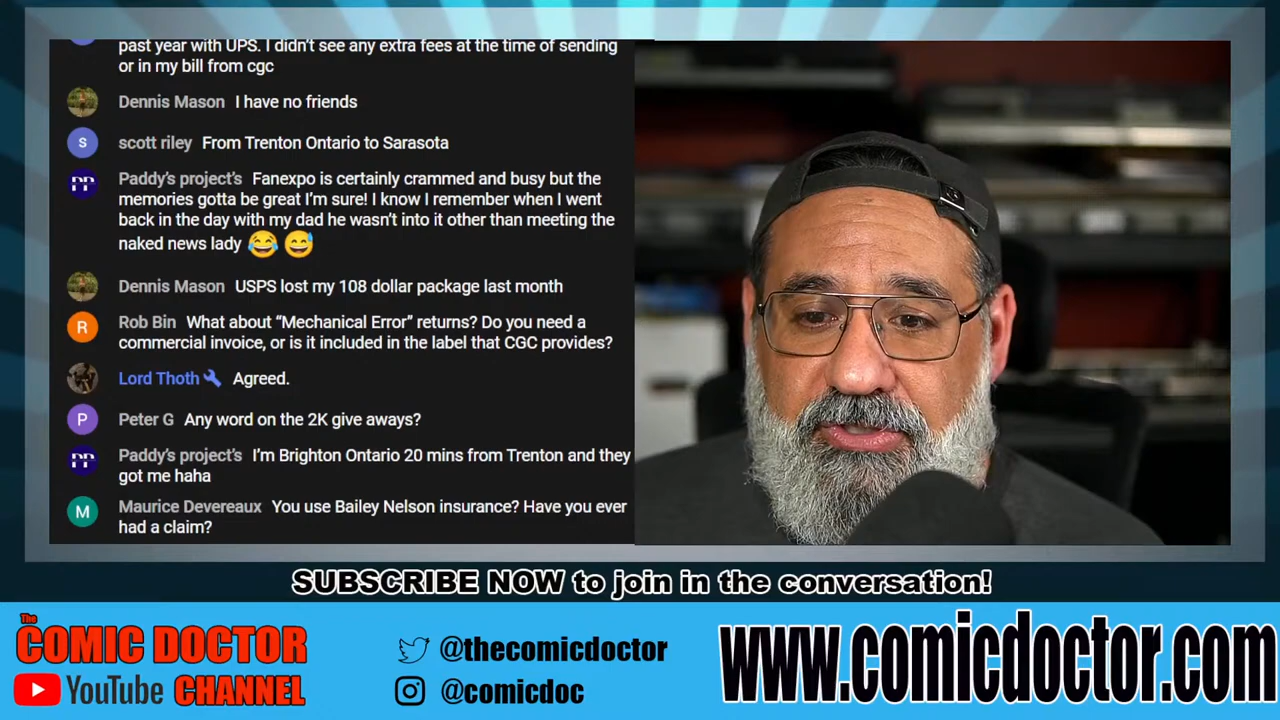 past year with UPS. I didn't see any extra fees at the time of sending
or in my bill from cgc
Dennis Mason I have no friends
s scott riley From Trenton Ontario to Sarasota
PP Paddy's project's Fanexpo is certainly crammed and busy but the
memories gotta be great I'm sure! I know I remember when I went
back in the day with my dad he wasn't into it other than meeting the
naked news lady 😂 😅
Dennis Mason USPS lost my 108 dollar package last month
R Rob Bin What about “Mechanical Error” returns? Do you need a
commercial invoice, or is it included in the label that CGC provides?
Lord Thoth Agreed.
P Peter G Any word on the 2K give aways?
PP Paddy's project's I'm Brighton Ontario 20 mins from Trenton and they
got me haha
M Maurice Devereaux You use Bailey Nelson insurance? Have you ever
had a claim?
SUBSCRIBE NOW to join in the conversation!
The
COMIC DOCTOR
YouTube CHANNEL
@thecomicdoctor
@comicdoc
www.comicdoctor.com